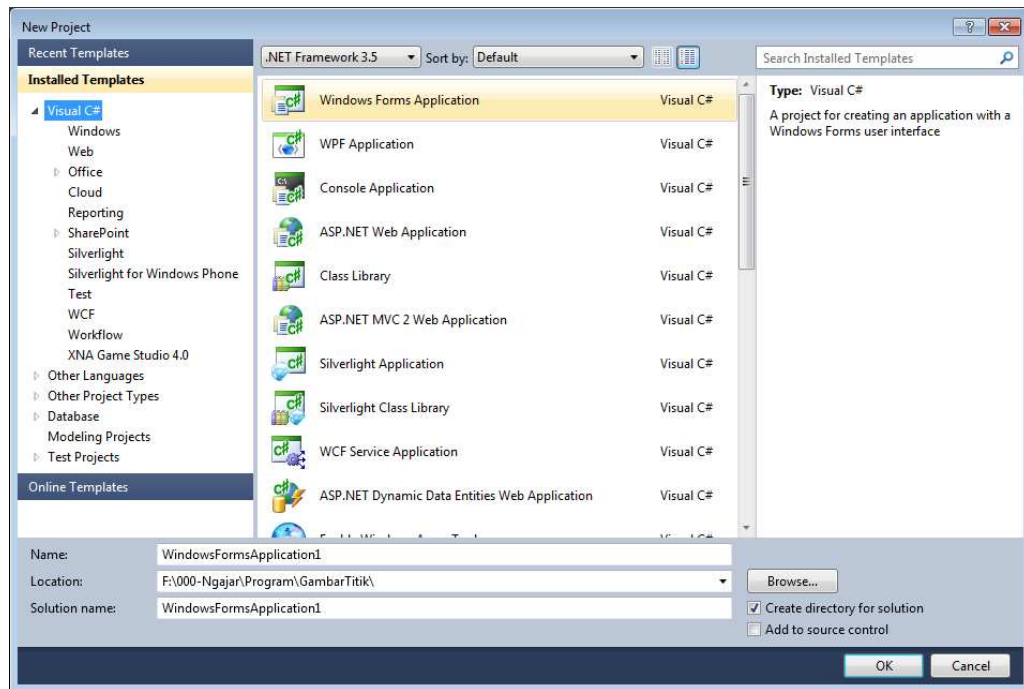 New Project
Recent Templates
Installed Templates
Visual C#
Windows
Web
Office
Cloud
Reporting
SharePoint
Silverlight
Silverlight for Windows Phone
Test
WCF
Workflow
XNA Game Studio 4.0
Other Languages
Other Project Types
Database
Modeling Projects
Test Projects
Online Templates
.NET Framework 3.5 Sort by: Default
Windows Forms Application Visual C#
WPF Application Visual C#
Console Application Visual C#
ASP.NET Web Application Visual C#
Class Library Visual C#
ASP.NET MVC 2 Web Application Visual C#
Silverlight Application Visual C#
Silverlight Class Library Visual C#
WCF Service Application Visual C#
ASP.NET Dynamic Data Entities Web Application Visual C#
Search Installed Templates
Type: Visual C#
A project for creating an application with a
Windows Forms user interface
Name: WindowsFormsApplication1
Location: F:\000-Ngajar\Program\GambarTitik\
Browse...
Solution name: WindowsFormsApplication1
Create directory for solution
Add to source control
OK Cancel